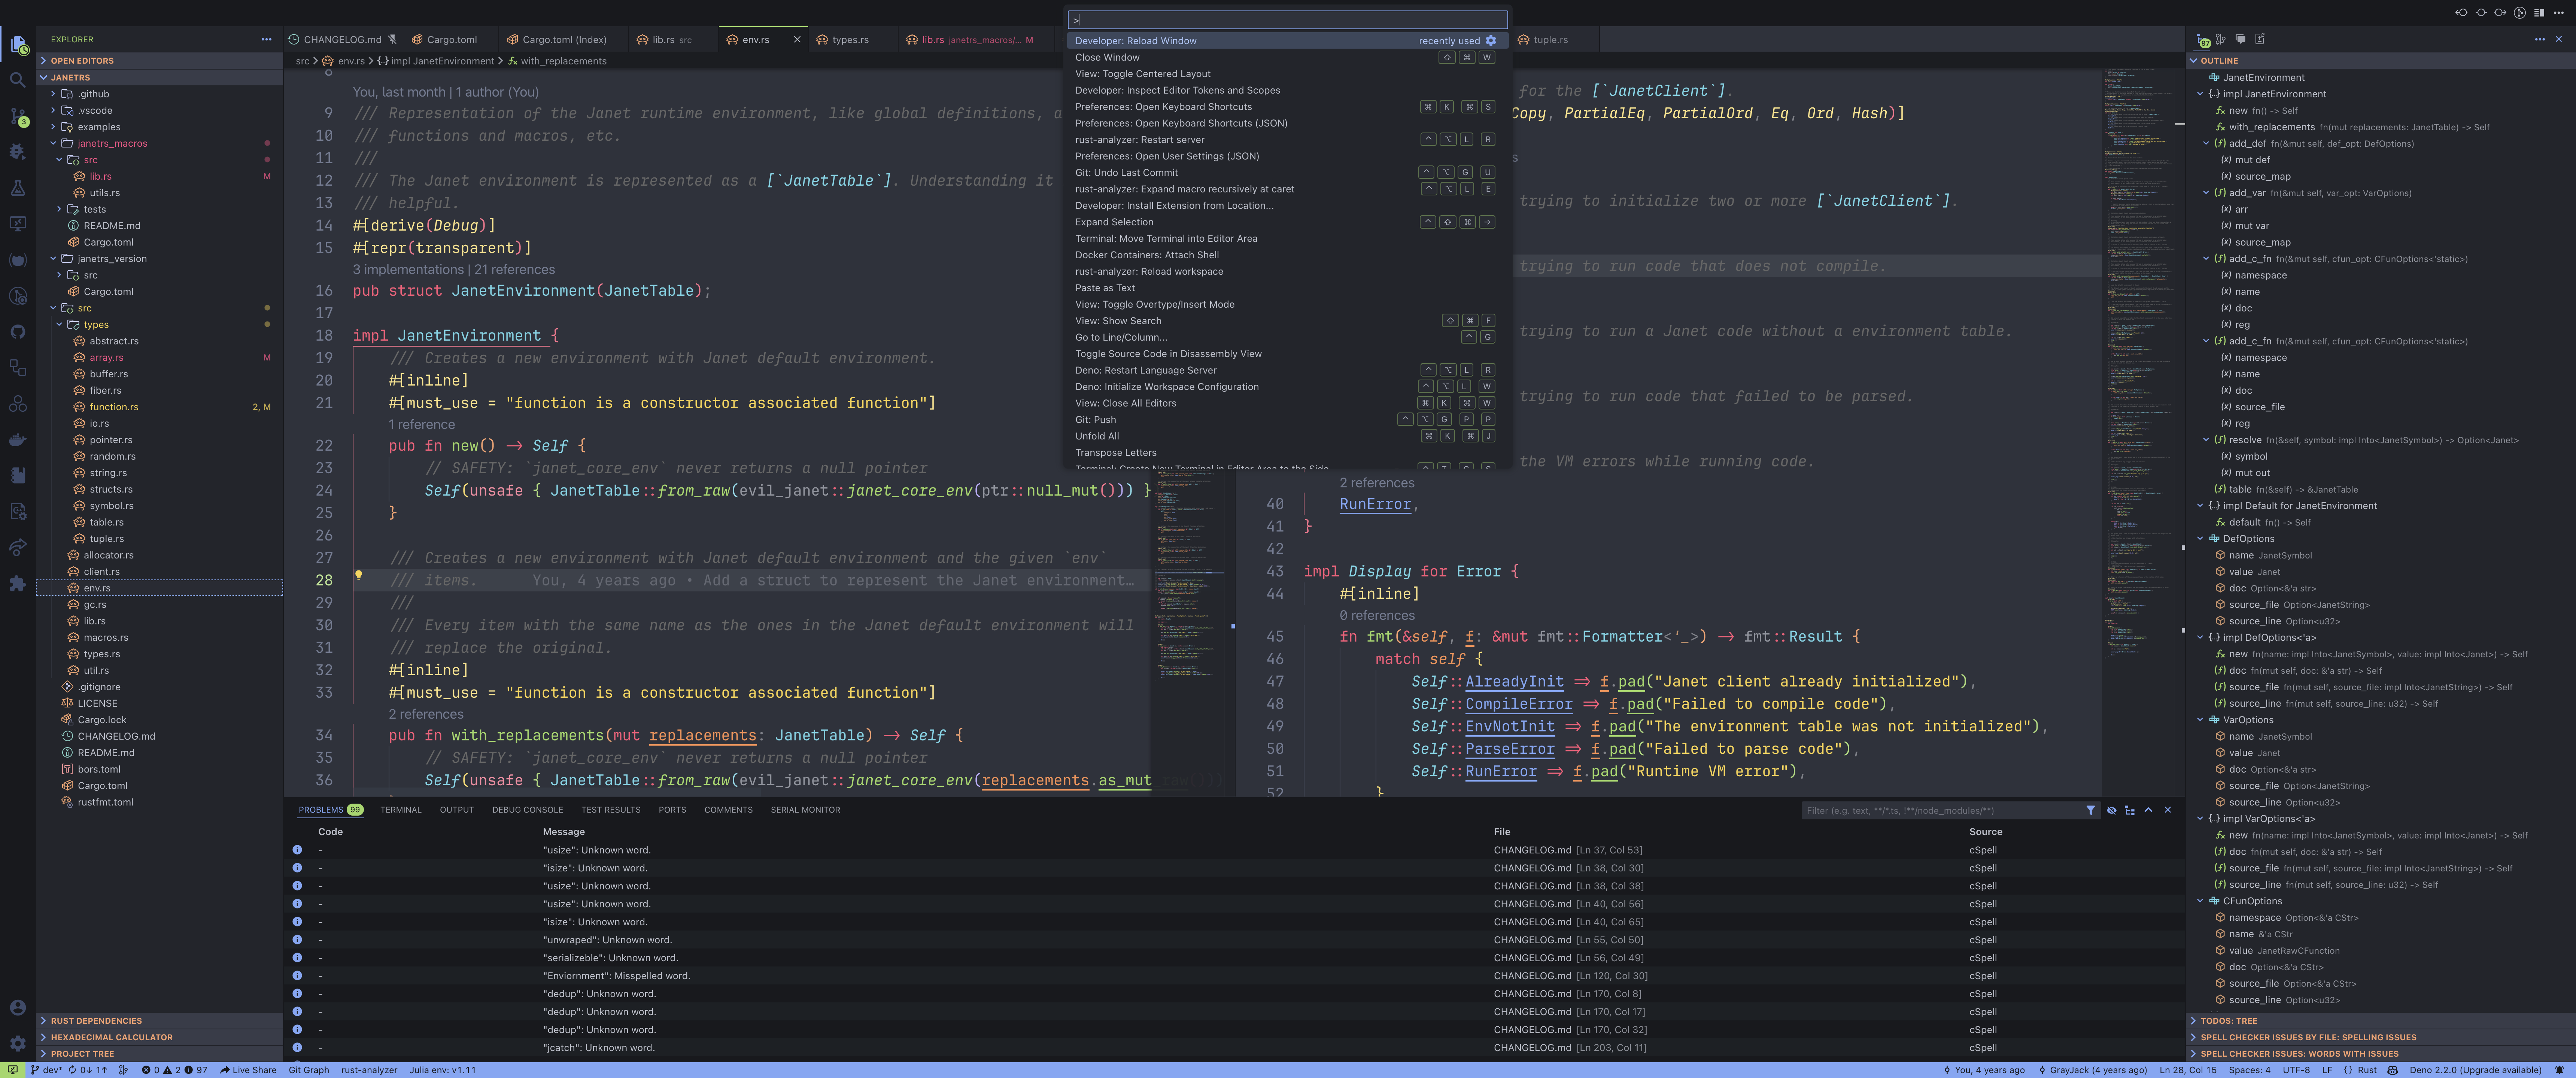 >
Developer: Reload Window recently used
Close Window ⇧ ⌘ W
View: Toggle Centered Layout
Developer: Inspect Editor Tokens and Scopes
Preferences: Open Keyboard Shortcuts ⌘ K ⌘ S
Preferences: Open Keyboard Shortcuts (JSON)
rust-analyzer: Restart server ^ ⌥ L R
Preferences: Open User Settings (JSON)
Git: Undo Last Commit ^ ⌥ G U
rust-analyzer: Expand macro recursively at caret ^ ⌥ L E
Developer: Install Extension from Location...
Expand Selection ^ ⇧ ⌘ →
Terminal: Move Terminal into Editor Area
Docker Containers: Attach Shell
rust-analyzer: Reload workspace
Paste as Text
View: Toggle Overtype/Insert Mode
View: Show Search ⇧ ⌘ F
Go to Line/Column... ^ G
Toggle Source Code in Disassembly View
Deno: Restart Language Server ^ ⌥ L R
Deno: Initialize Workspace Configuration ^ ⌥ L W
View: Close All Editors ⌘ K ⌘ W
Git: Push ^ ⌥ G P P
Unfold All ⌘ K ⌘ J
Transpose Letters
EXPLORER
OPEN EDITORS
JANETRS
.github
.vscode
examples
janetrs_macros
src
lib.rs M
utils.rs
tests
README.md
Cargo.toml
janetrs_version
src
Cargo.toml
src
types
abstract.rs
array.rs M
buffer.rs
fiber.rs
function.rs 2, M
io.rs
pointer.rs
random.rs
string.rs
structs.rs
symbol.rs
table.rs
tuple.rs
allocator.rs
client.rs
env.rs
gc.rs
lib.rs
macros.rs
types.rs
util.rs
.gitignore
LICENSE
Cargo.lock
CHANGELOG.md
README.md
bors.toml
Cargo.toml
rustfmt.toml
RUST DEPENDENCIES
HEXADECIMAL CALCULATOR
PROJECT TREE
3
CHANGELOG.md Cargo.toml Cargo.toml (Index) lib.rs src env.rs types.rs lib.rs janetrs_macros/... M tuple.rs
src > env.rs > {} impl JanetEnvironment > with_replacements
8
You, last month | 1 author (You)
9 /// Representation of the Janet runtime environment, like global definitions, a
10 /// functions and macros, etc.
11 ///
12 /// The Janet environment is represented as a [`JanetTable`]. Understanding it
13 /// helpful.
14 #[derive(Debug)]
15 #[repr(transparent)]
3 implementations | 21 references
16 pub struct JanetEnvironment(JanetTable);
17
18 impl JanetEnvironment {
19 /// Creates a new environment with Janet default environment.
20 #[inline]
21 #[must_use = "function is a constructor associated function"]
1 reference
22 pub fn new() -> Self {
23 // SAFETY: `janet_core_env` never returns a null pointer
24 Self(unsafe { JanetTable::from_raw(evil_janet::janet_core_env(ptr::null_mut())) }
25 }
26
27 /// Creates a new environment with Janet default environment and the given `env`
28 /// items. You, 4 years ago • Add a struct to represent the Janet environment…
29 ///
30 /// Every item with the same name as the ones in the Janet default environment will
31 /// replace the original.
32 #[inline]
33 #[must_use = "function is a constructor associated function"]
2 references
34 pub fn with_replacements(mut replacements: JanetTable) -> Self {
35 // SAFETY: `janet_core_env` never returns a null pointer
36 Self(unsafe { JanetTable::from_raw(evil_janet::janet_core_env(replacements.as_mut
for the [`JanetClient`].
Copy, PartialEq, PartialOrd, Eq, Ord, Hash)]
s
trying to initialize two or more [`JanetClient`].
trying to run code that does not compile.
trying to run a Janet code without a environment table.
trying to run code that failed to be parsed.
the VM errors while running code.
2 references
40 RunError,
41 }
42
43 impl Display for Error {
44 #[inline]
0 references
45 fn fmt(&self, f: &mut fmt::Formatter<'_>) -> fmt::Result {
46 match self {
47 Self::AlreadyInit => f.pad("Janet client already initialized"),
48 Self::CompileError => f.pad("Failed to compile code"),
49 Self::EnvNotInit => f.pad("The environment table was not initialized"),
50 Self::ParseError => f.pad("Failed to parse code"),
51 Self::RunError => f.pad("Runtime VM error"),
52 }
97
OUTLINE
JanetEnvironment
{} impl JanetEnvironment
new fn() -> Self
with_replacements fn(mut replacements: JanetTable) -> Self
add_def fn(&mut self, def_opt: DefOptions)
mut def
source_map
add_var fn(&mut self, var_opt: VarOptions)
arr
mut var
source_map
add_c_fn fn(&mut self, cfun_opt: CFunOptions<'static>)
namespace
name
doc
reg
add_c_fn fn(&mut self, cfun_opt: CFunOptions<'static>)
namespace
name
doc
source_file
reg
resolve fn(&self, symbol: impl Into<JanetSymbol>) -> Option<Janet>
symbol
mut out
table fn(&self) -> &JanetTable
{} impl Default for JanetEnvironment
default fn() -> Self
DefOptions
name JanetSymbol
value Janet
doc Option<&'a str>
source_file Option<JanetString>
source_line Option<u32>
{} impl DefOptions<'a>
new fn(name: impl Into<JanetSymbol>, value: impl Into<Janet>) -> Self
doc fn(mut self, doc: &'a str) -> Self
source_file fn(mut self, source_file: impl Into<JanetString>) -> Self
source_line fn(mut self, source_line: u32) -> Self
VarOptions
name JanetSymbol
value Janet
doc Option<&'a str>
source_file Option<JanetString>
source_line Option<u32>
{} impl VarOptions<'a>
new fn(name: impl Into<JanetSymbol>, value: impl Into<Janet>) -> Self
doc fn(mut self, doc: &'a str) -> Self
source_file fn(mut self, source_file: impl Into<JanetString>) -> Self
source_line fn(mut self, source_line: u32) -> Self
CFunOptions
namespace Option<&'a CStr>
name &'a CStr
value JanetRawCFunction
doc Option<&'a CStr>
source_file Option<&'a CStr>
source_line Option<u32>
TODOS: TREE
SPELL CHECKER ISSUES BY FILE: SPELLING ISSUES
SPELL CHECKER ISSUES: WORDS WITH ISSUES
PROBLEMS 99 TERMINAL OUTPUT DEBUG CONSOLE TEST RESULTS PORTS COMMENTS SERIAL MONITOR Filter (e.g. text, **/*.ts, !**/node_modules/**)
Code Message File Source
- "usize": Unknown word. CHANGELOG.md [Ln 37, Col 53] cSpell
- "isize": Unknown word. CHANGELOG.md [Ln 38, Col 30] cSpell
- "usize": Unknown word. CHANGELOG.md [Ln 38, Col 38] cSpell
- "usize": Unknown word. CHANGELOG.md [Ln 40, Col 56] cSpell
- "isize": Unknown word. CHANGELOG.md [Ln 40, Col 65] cSpell
- "unwraped": Unknown word. CHANGELOG.md [Ln 55, Col 50] cSpell
- "serializeble": Unknown word. CHANGELOG.md [Ln 56, Col 49] cSpell
- "Enviornment": Misspelled word. CHANGELOG.md [Ln 120, Col 30] cSpell
- "dedup": Unknown word. CHANGELOG.md [Ln 170, Col 8] cSpell
- "dedup": Unknown word. CHANGELOG.md [Ln 170, Col 17] cSpell
- "dedup": Unknown word. CHANGELOG.md [Ln 170, Col 32] cSpell
- "jcatch": Unknown word. CHANGELOG.md [Ln 203, Col 11] cSpell
dev* 0↓ 1↑ 0 2 97 Live Share Git Graph rust-analyzer Julia env: v1.11 You, 4 years ago GrayJack (4 years ago) Ln 28, Col 15 Spaces: 4 UTF-8 LF {} Rust Deno 2.2.0 (Upgrade available)